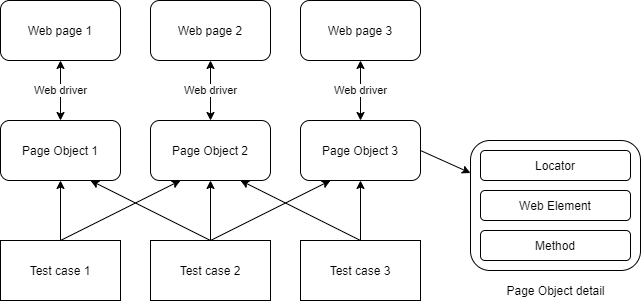 Web page 1
Web page 2
Web page 3
Web driver
Web driver
Web driver
Page Object 1
Page Object 2
Page Object 3
Locator
Web Element
Method
Test case 1
Test case 2
Test case 3
Page Object detail